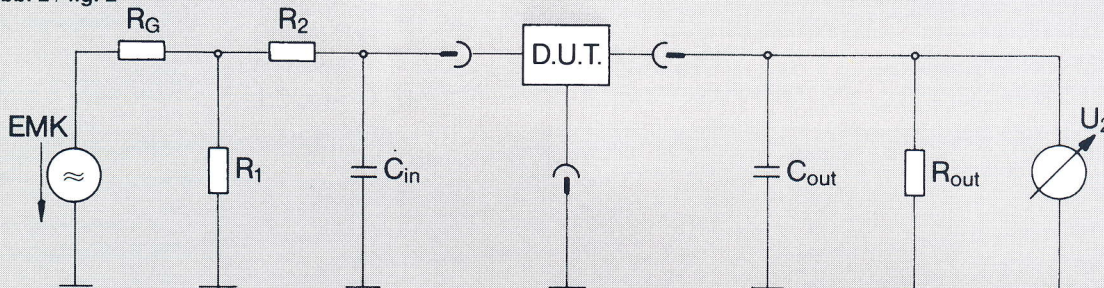 R_G
R_2
D.U.T.
EMK
R_1
C_in
C_out
R_out
U_2